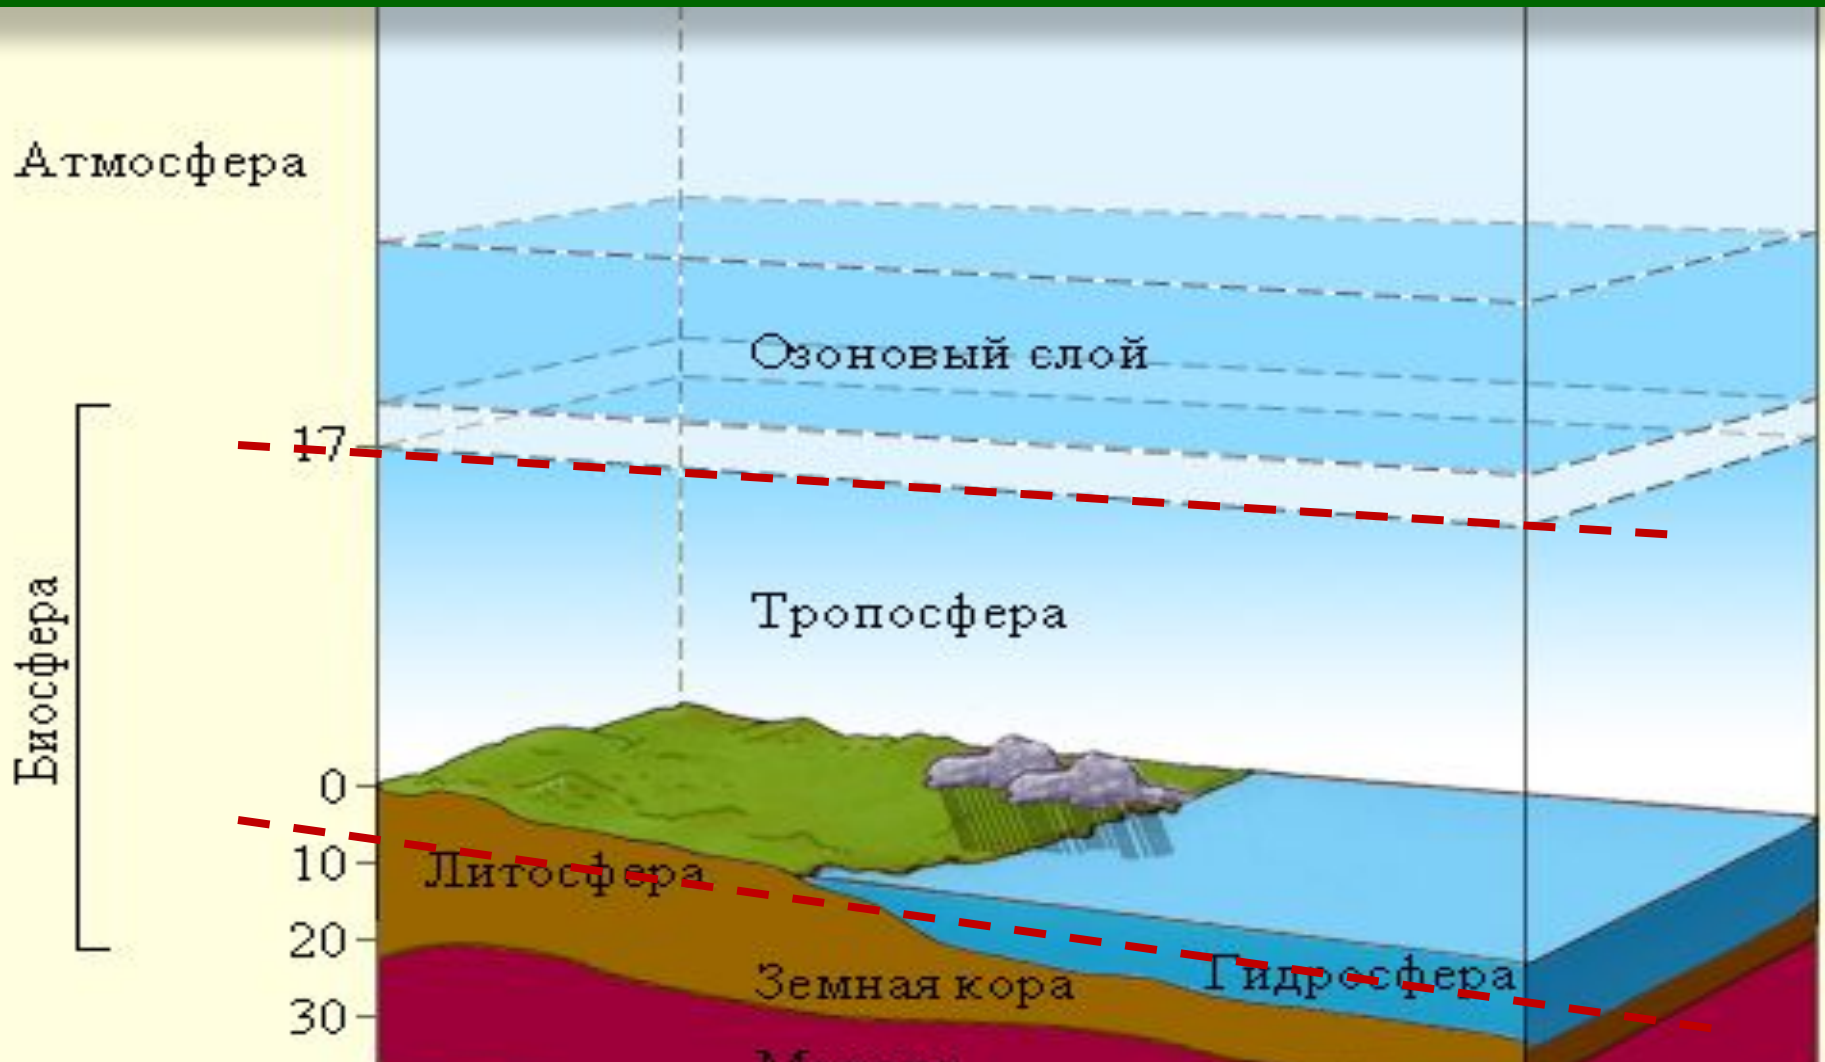 Атмосфера
Озоновый слой
17
Тропосфера
Биосфера
0
10
Литосфера
20
Гидросфера
Земная кора
30